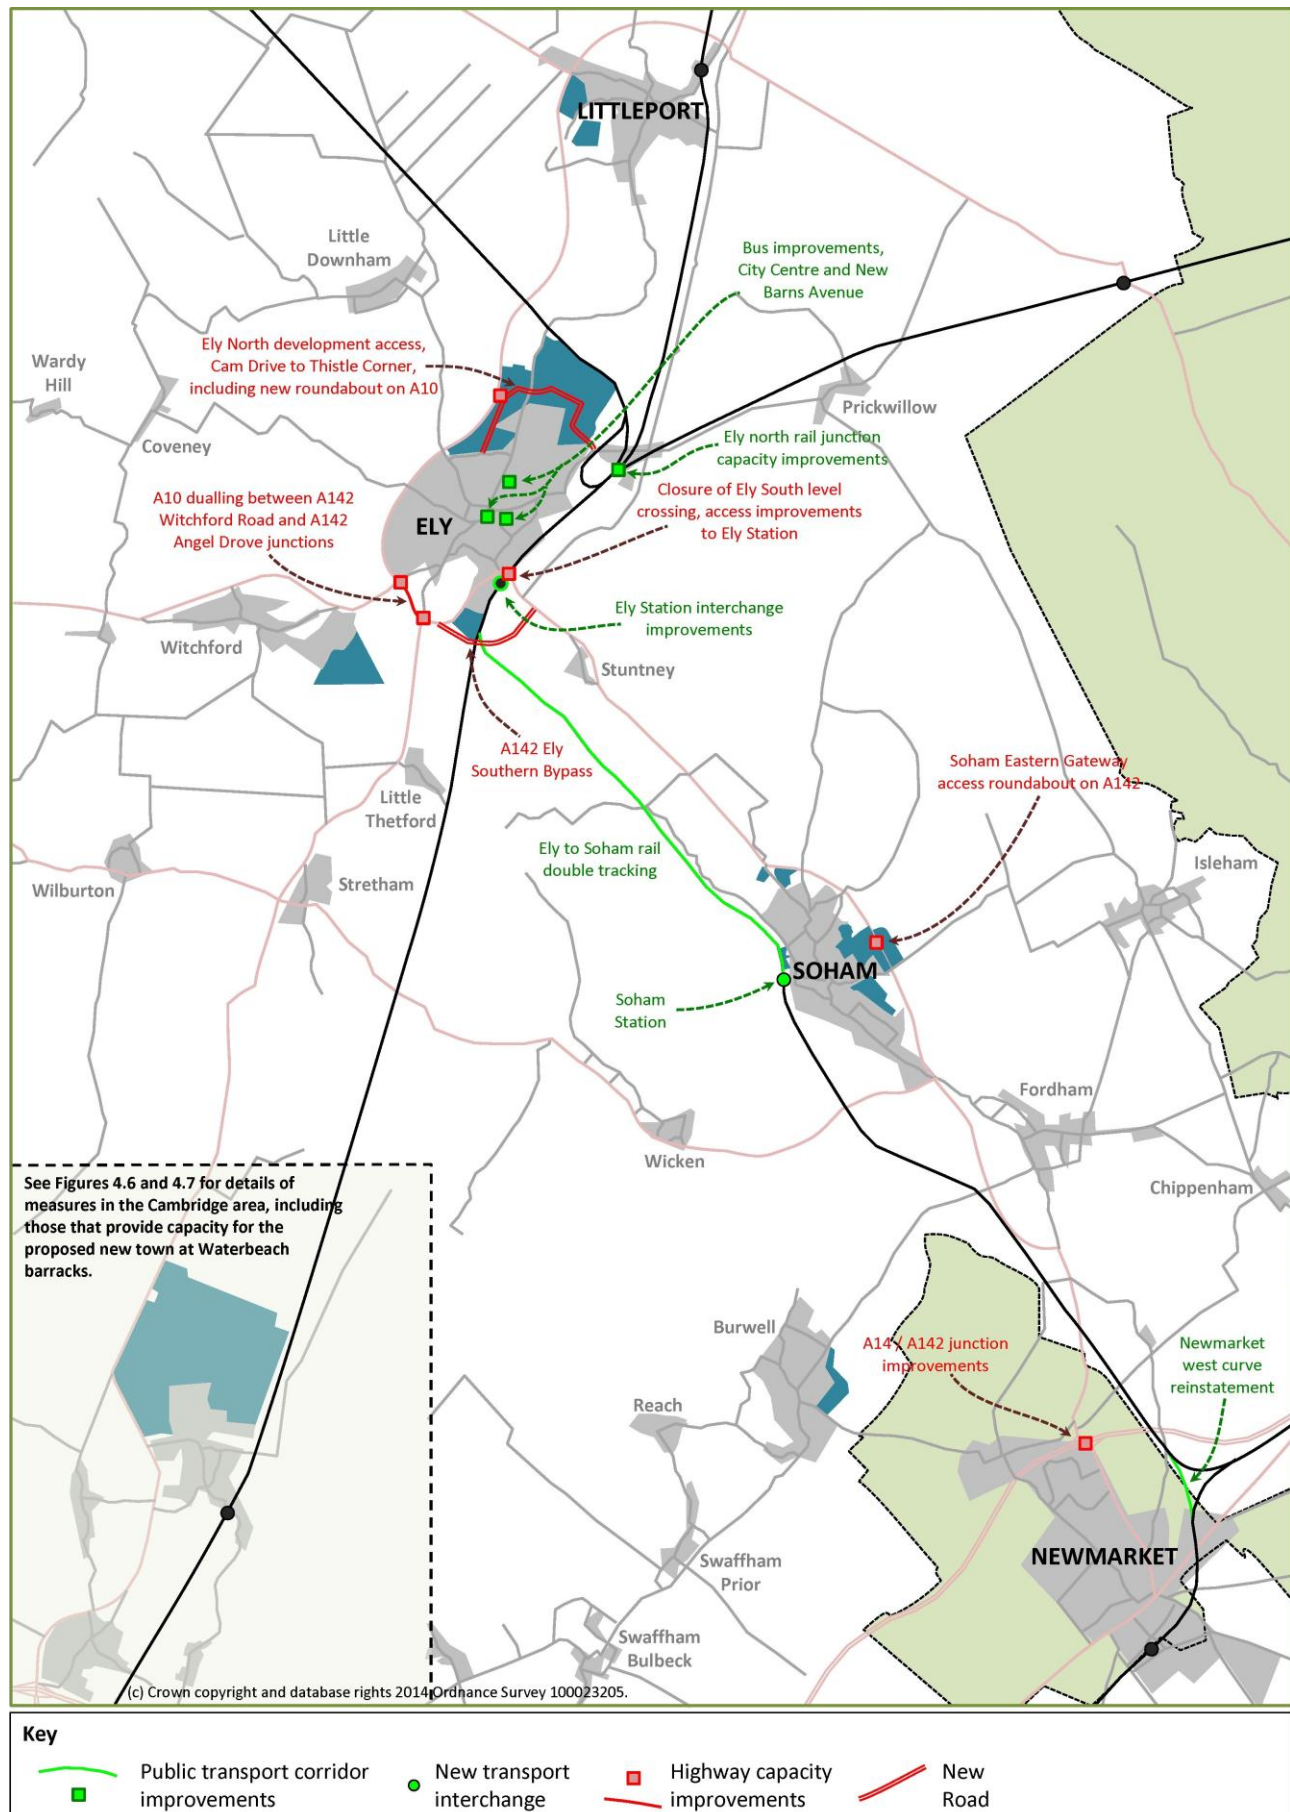 LITTLEPORT
Little
Downham
Bus improvements,
City Centre and New
Barns Avenue
Ely North development access,
Cam Drive to Thistle Corner,
including new roundabout on A10
Wardy
Hill
Coveney
Prickwillow
Ely north rail junction
capacity improvements
A10 dualling between A142
Witchford Road and A142
Angel Drove junctions
ELY
Closure of Ely South level
crossing, access improvements
to Ely Station
Ely Station interchange
improvements
Witchford
Stuntney
A142 Ely
Southern Bypass
Little
Thetford
Soham Eastern Gateway
access roundabout on A142
Ely to Soham rail
double tracking
Isleham
Wilburton
Stretham
SOHAM
Soham
Station
Fordham
Wicken
Chippenham
See Figures 4.6 and 4.7 for details of
measures in the Cambridge area, including
those that provide capacity for the
proposed new town at Waterbeach
barracks.
Burwell
A14 / A142 junction
improvements
Newmarket
west curve
reinstatement
Reach
NEWMARKET
Swaffham
Prior
Swaffham
Bulbeck
(c) Crown copyright and database rights 2014 Ordnance Survey 100023205.
Key
Public transport corridor
improvements
New transport
interchange
Highway capacity
improvements
New
Road